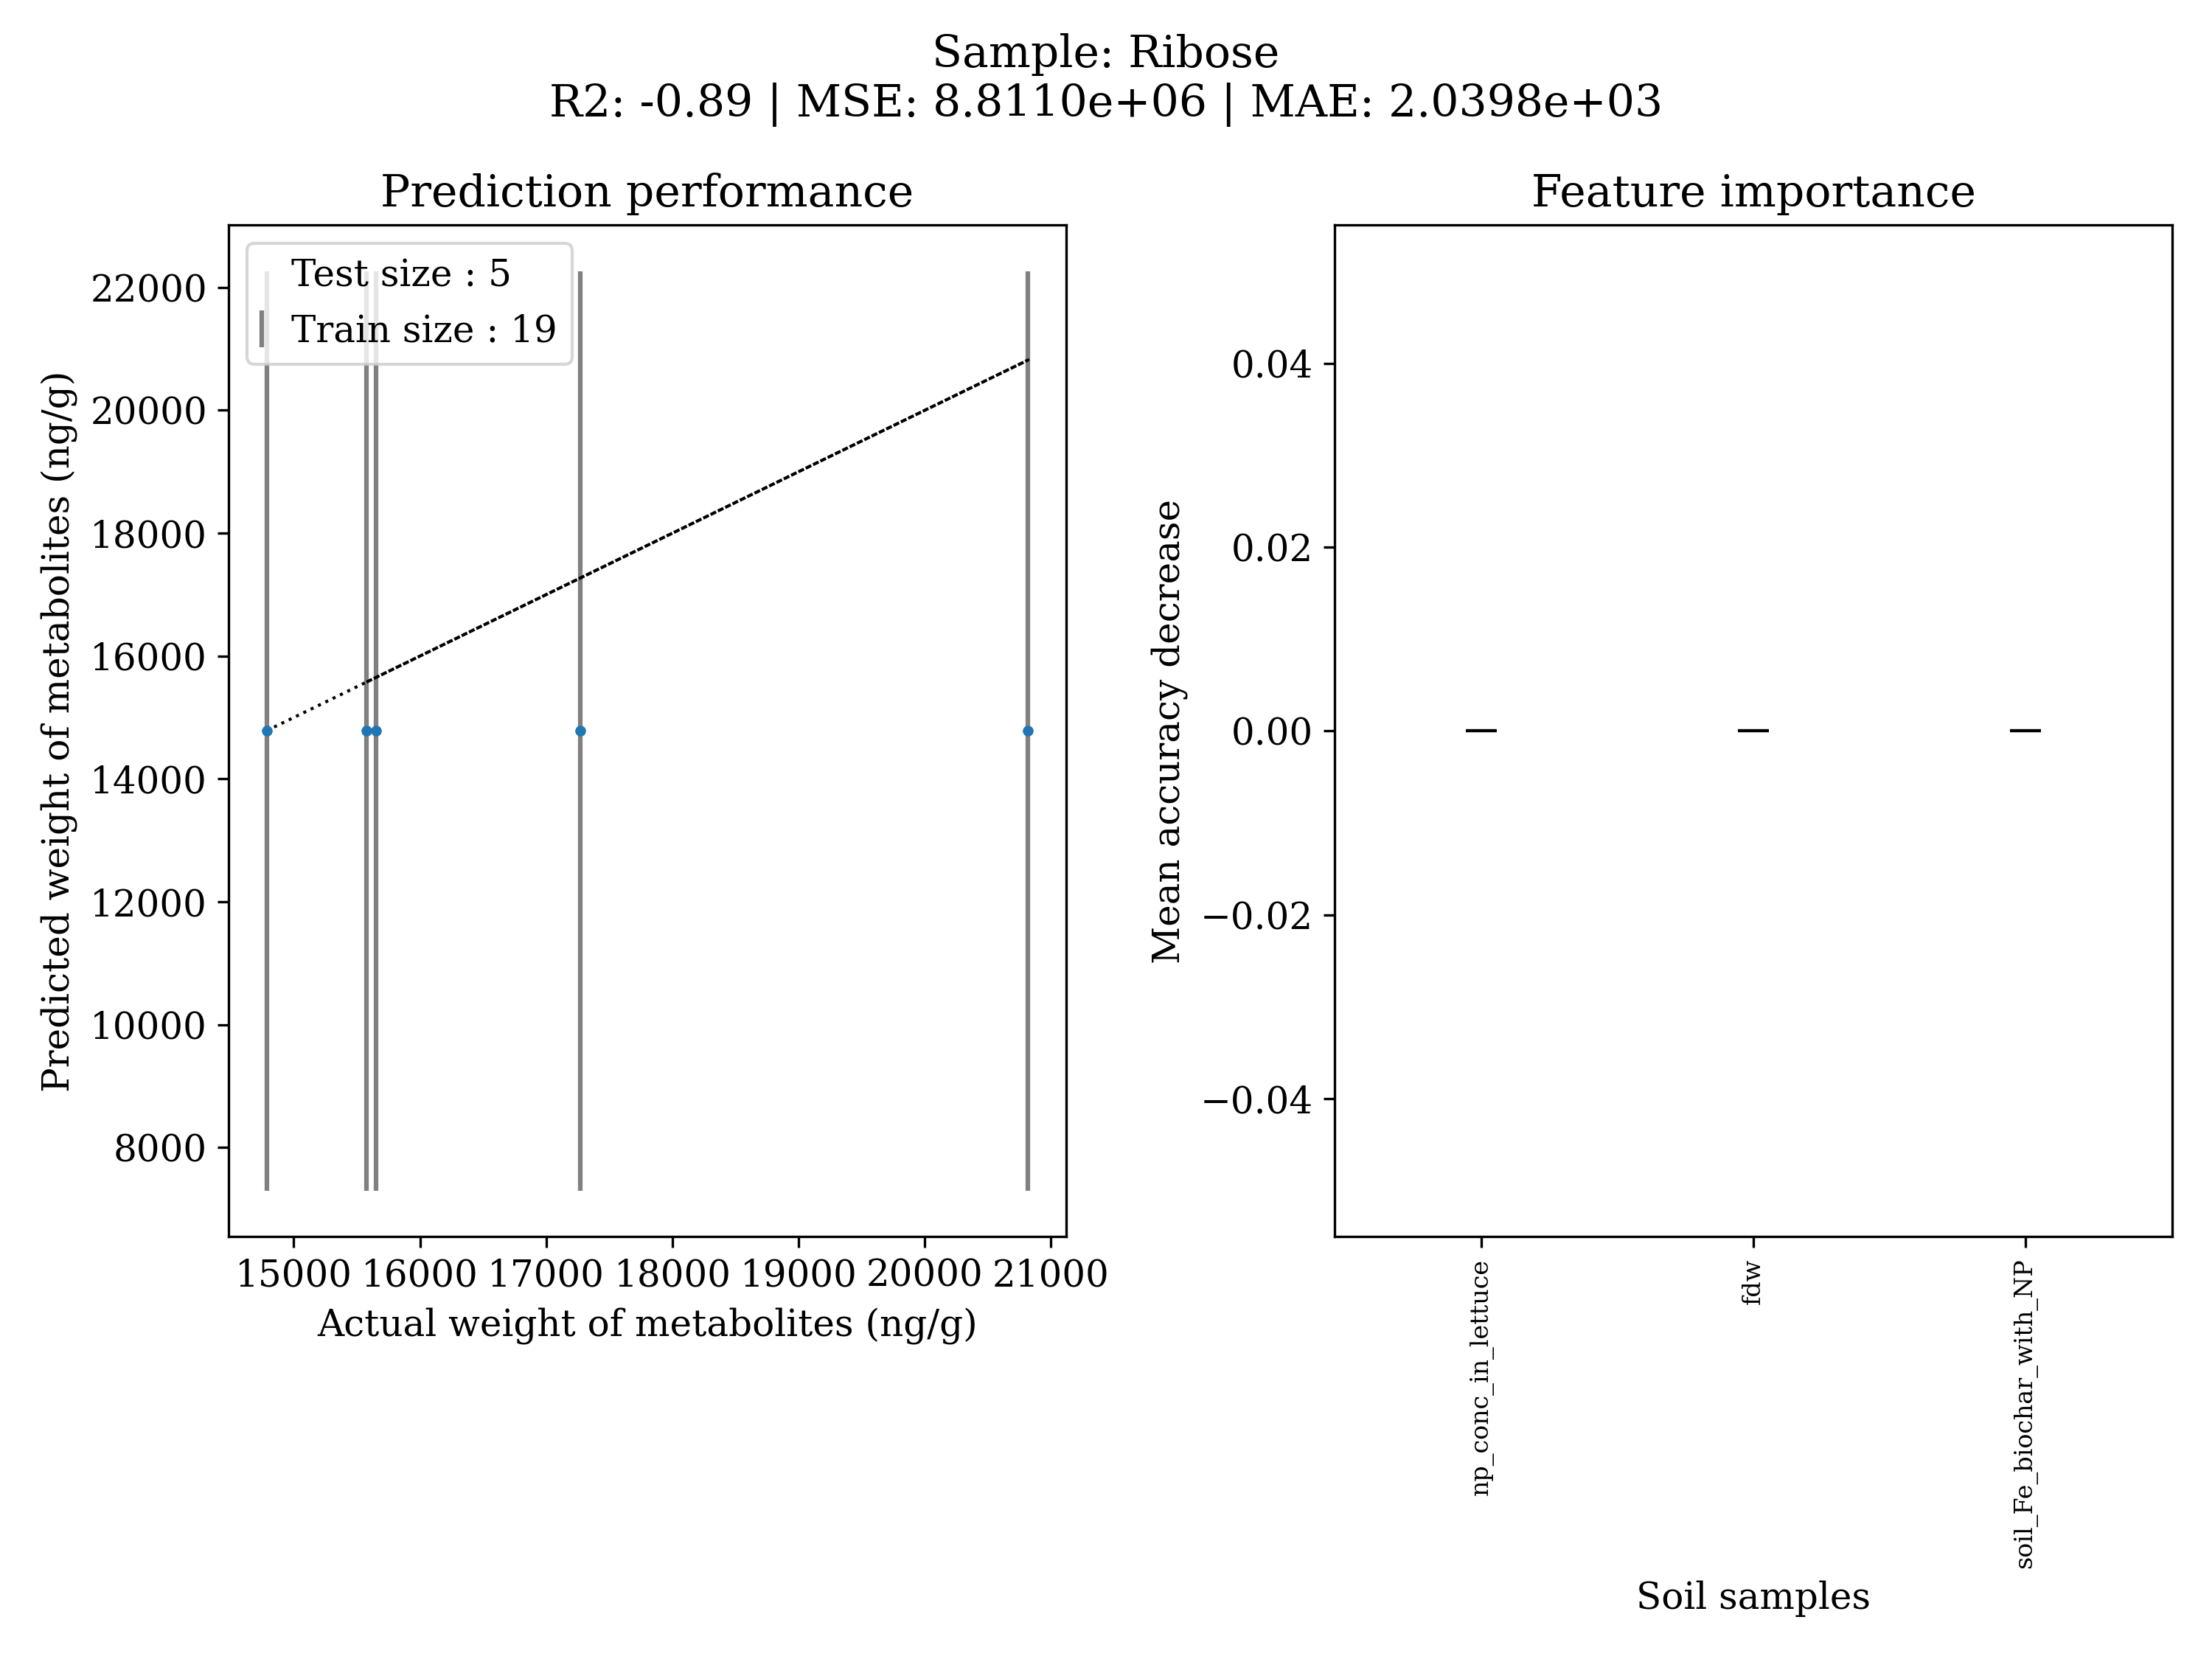 Sample: Ribose
R2: -0.89 | MSE: 8.8110e+06 | MAE: 2.0398e+03
Prediction performance
Test size : 5
Train size : 19
Predicted weight of metabolites (ng/g)
22000
20000
18000
16000
14000
12000
10000
8000
15000 16000 17000 18000 19000 20000 21000
Actual weight of metabolites (ng/g)
Feature importance
Mean accuracy decrease
0.04
0.02
0.00
−0.02
−0.04
np_conc_in_lettuce
fdw
soil_Fe_biochar_with_NP
Soil samples